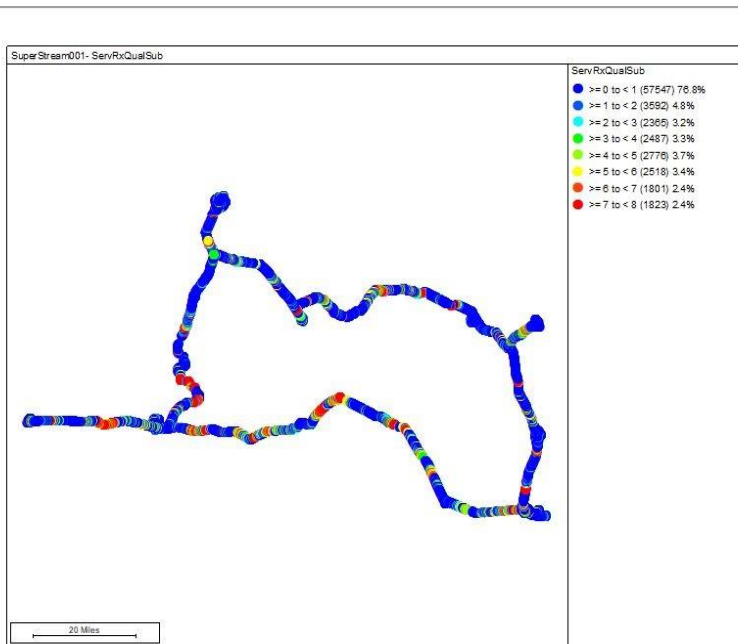 SuperStream001- ServRxQualSub
ServRxQualSub
>= 0 to < 1 (57547) 76.8%
>= 1 to < 2 (3592) 4.8%
>= 2 to < 3 (2365) 3.2%
>= 3 to < 4 (2487) 3.3%
>= 4 to < 5 (2776) 3.7%
>= 5 to < 6 (2518) 3.4%
>= 6 to < 7 (1801) 2.4%
>= 7 to < 8 (1823) 2.4%
20 Miles